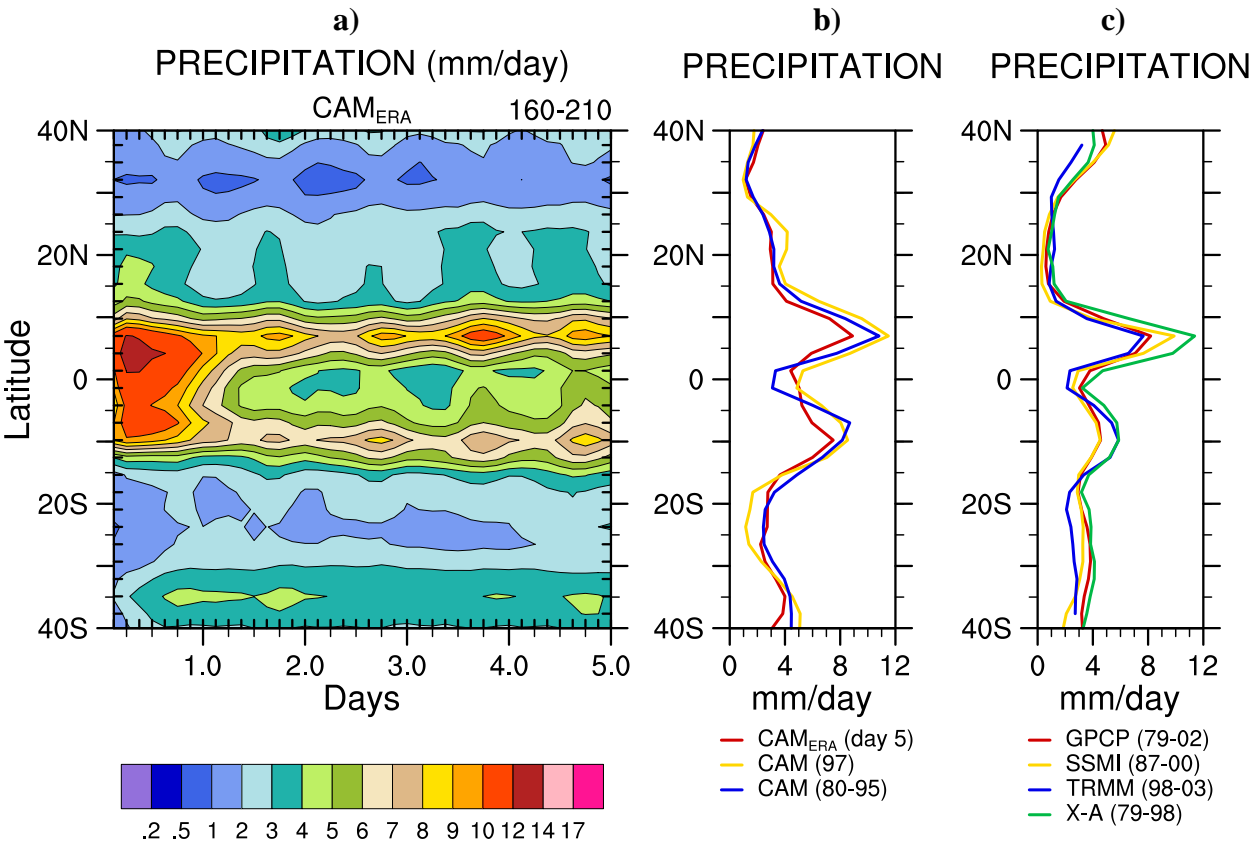 a)
b)
c)
PRECIPITATION (mm/day)
PRECIPITATION
PRECIPITATION
CAM_ERA
160-210
40N
20N
0
20S
40S
Latitude
1.0
2.0
3.0
4.0
5.0
Days
40N
20N
0
20S
40S
0
4
8
12
mm/day
40N
20N
0
20S
40S
0
4
8
12
mm/day
CAM_ERA (day 5)
CAM (97)
CAM (80-95)
GPCP (79-02)
SSMI (87-00)
TRMM (98-03)
X-A (79-98)
.2 .5 1 2 3 4 5 6 7 8 9 10 12 14 17